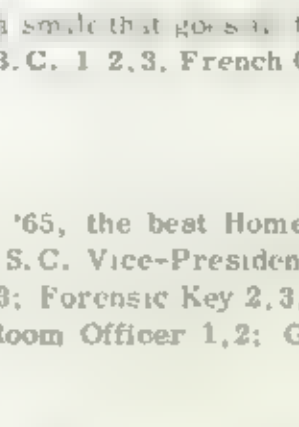 a smile that goes a
B.C. 1 2,3, French
'65, the best Home
S.C. Vice-Presiden
3; Forensic Key 2,3
Room Officer 1,2; G